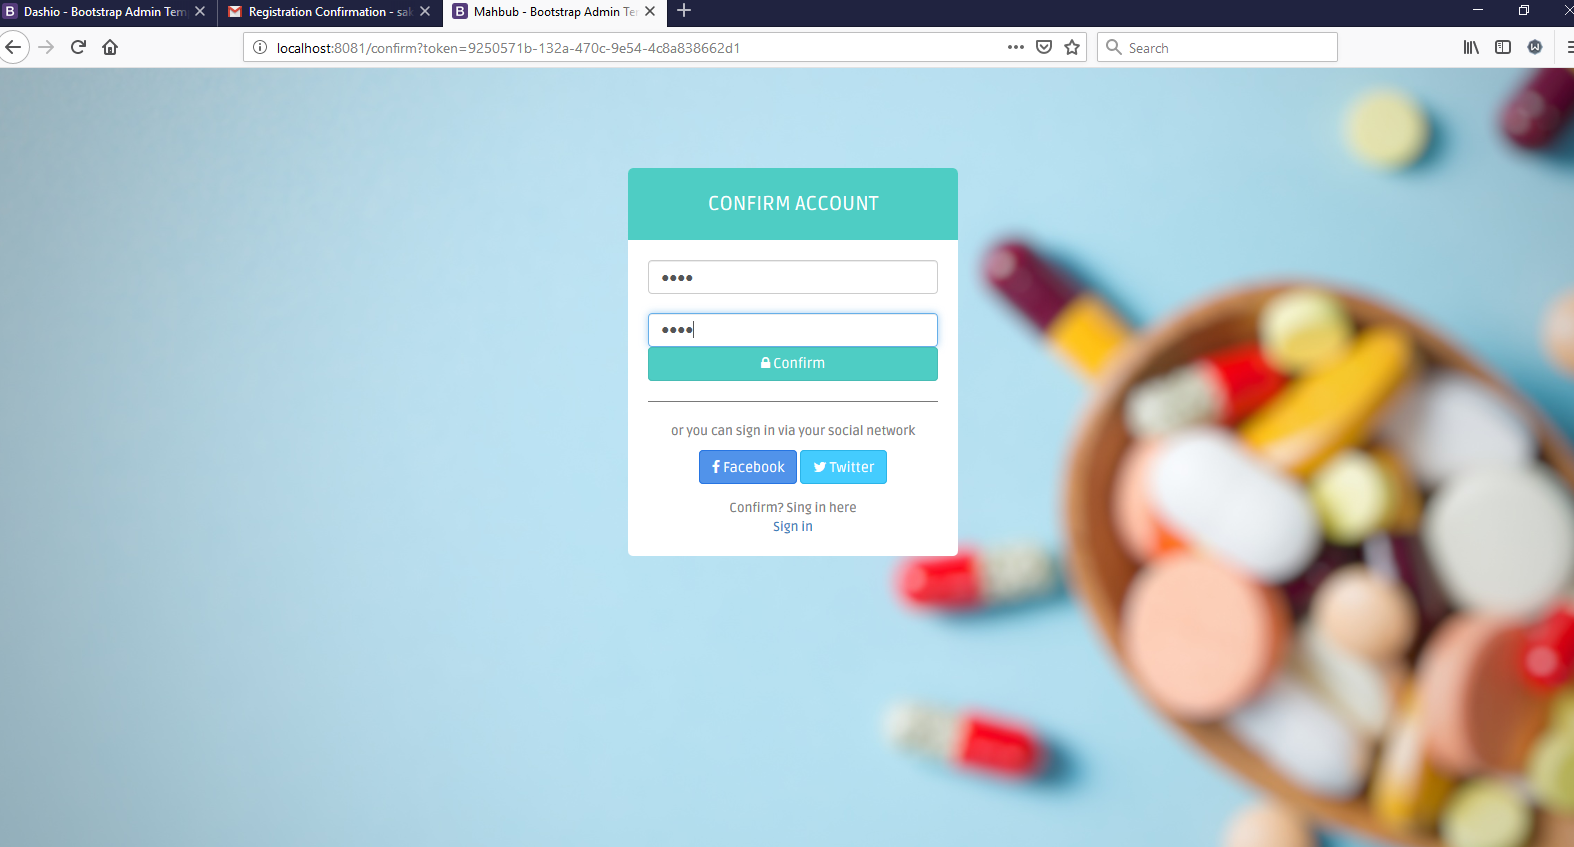 Dashio - Bootstrap Admin Tem
Registration Confirmation - sak
Mahbub - Bootstrap Admin Te
localhost:8081/confirm?token=9250571b-132a-470c-9e54-4c8a838662d1
Search
CONFIRM ACCOUNT
Confirm
or you can sign in via your social network
Facebook
Twitter
Confirm? Sing in here
Sign in